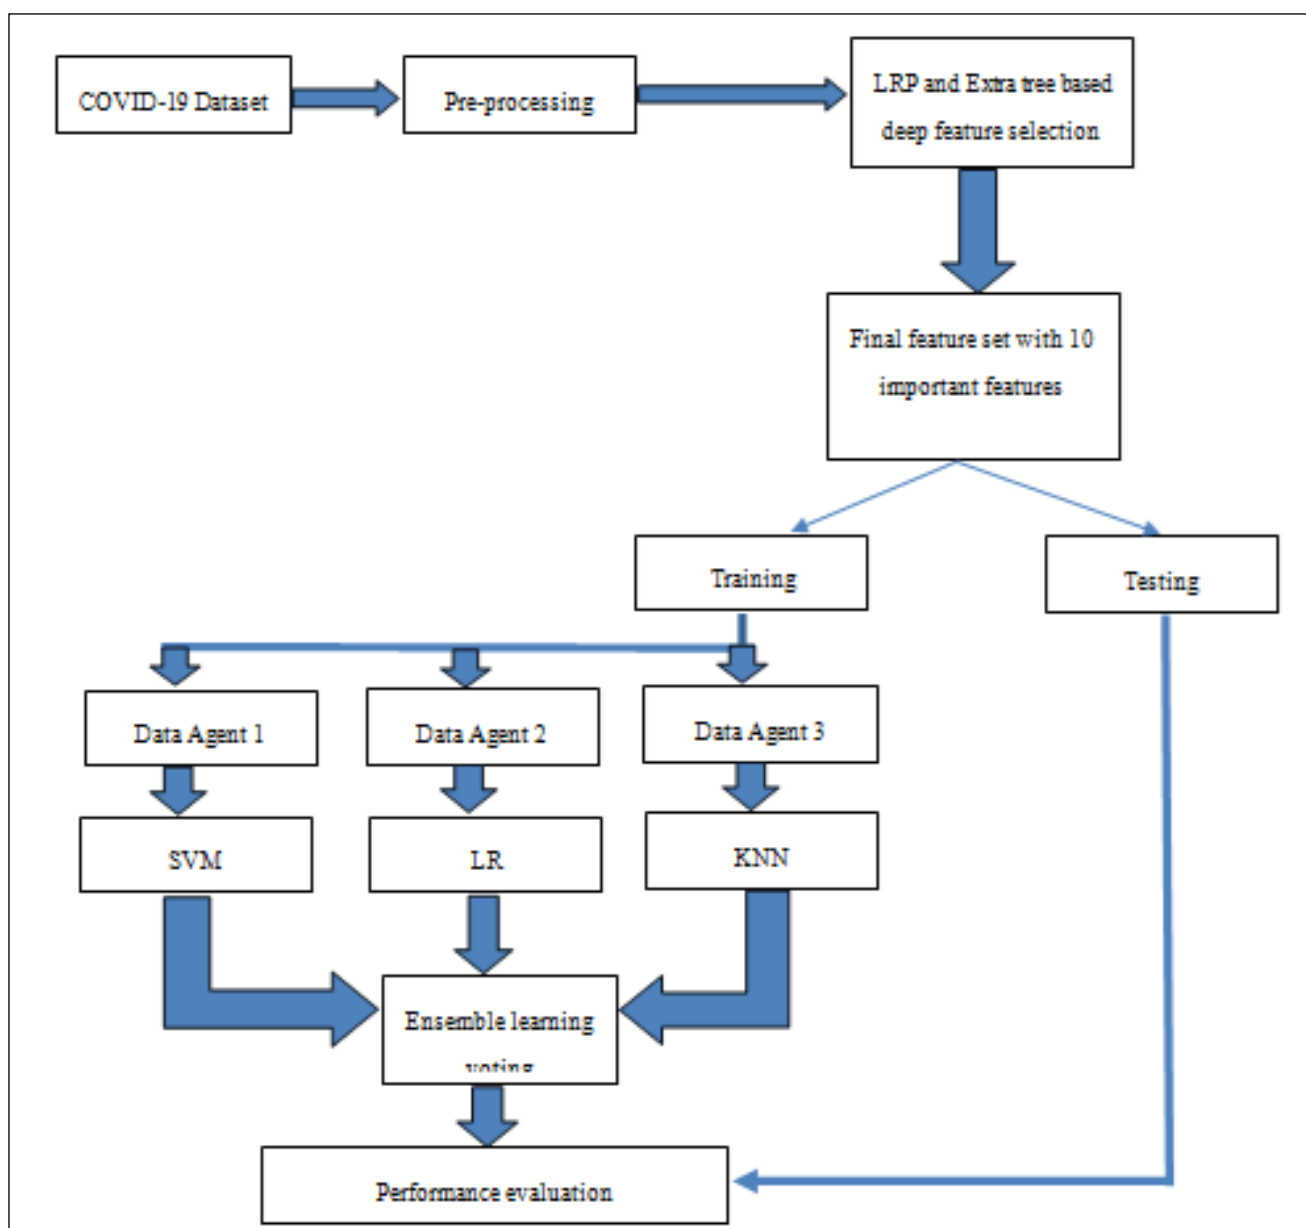 COVID-19 Dataset
Pre-processing
LRP and Extra tree based
deep feature selection
Final feature set with 10
important features
Training
Testing
Data Agent 1
Data Agent 2
Data Agent 3
SVM
LR
KNN
Ensemble learning
voting
Performance evaluation